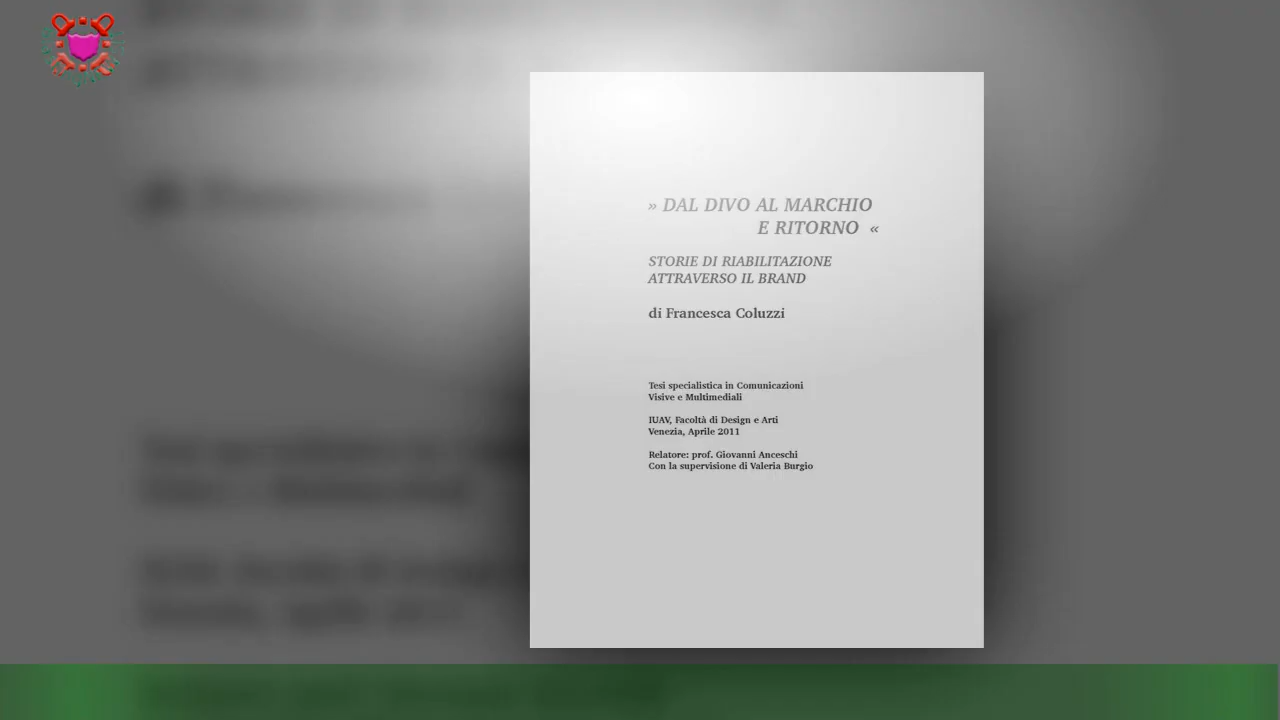 » DAL DIVO AL MARCHIO
E RITORNO «
STORIE DI RIABILITAZIONE
ATTRAVERSO IL BRAND
di Francesca Coluzzi
Tesi specialistica in Comunicazioni
Visive e Multimediali
IUAV, Facoltà di Design e Arti
Venezia, Aprile 2011
Relatore: prof. Giovanni Anceschi
Con la supervisione di Valeria Burgio